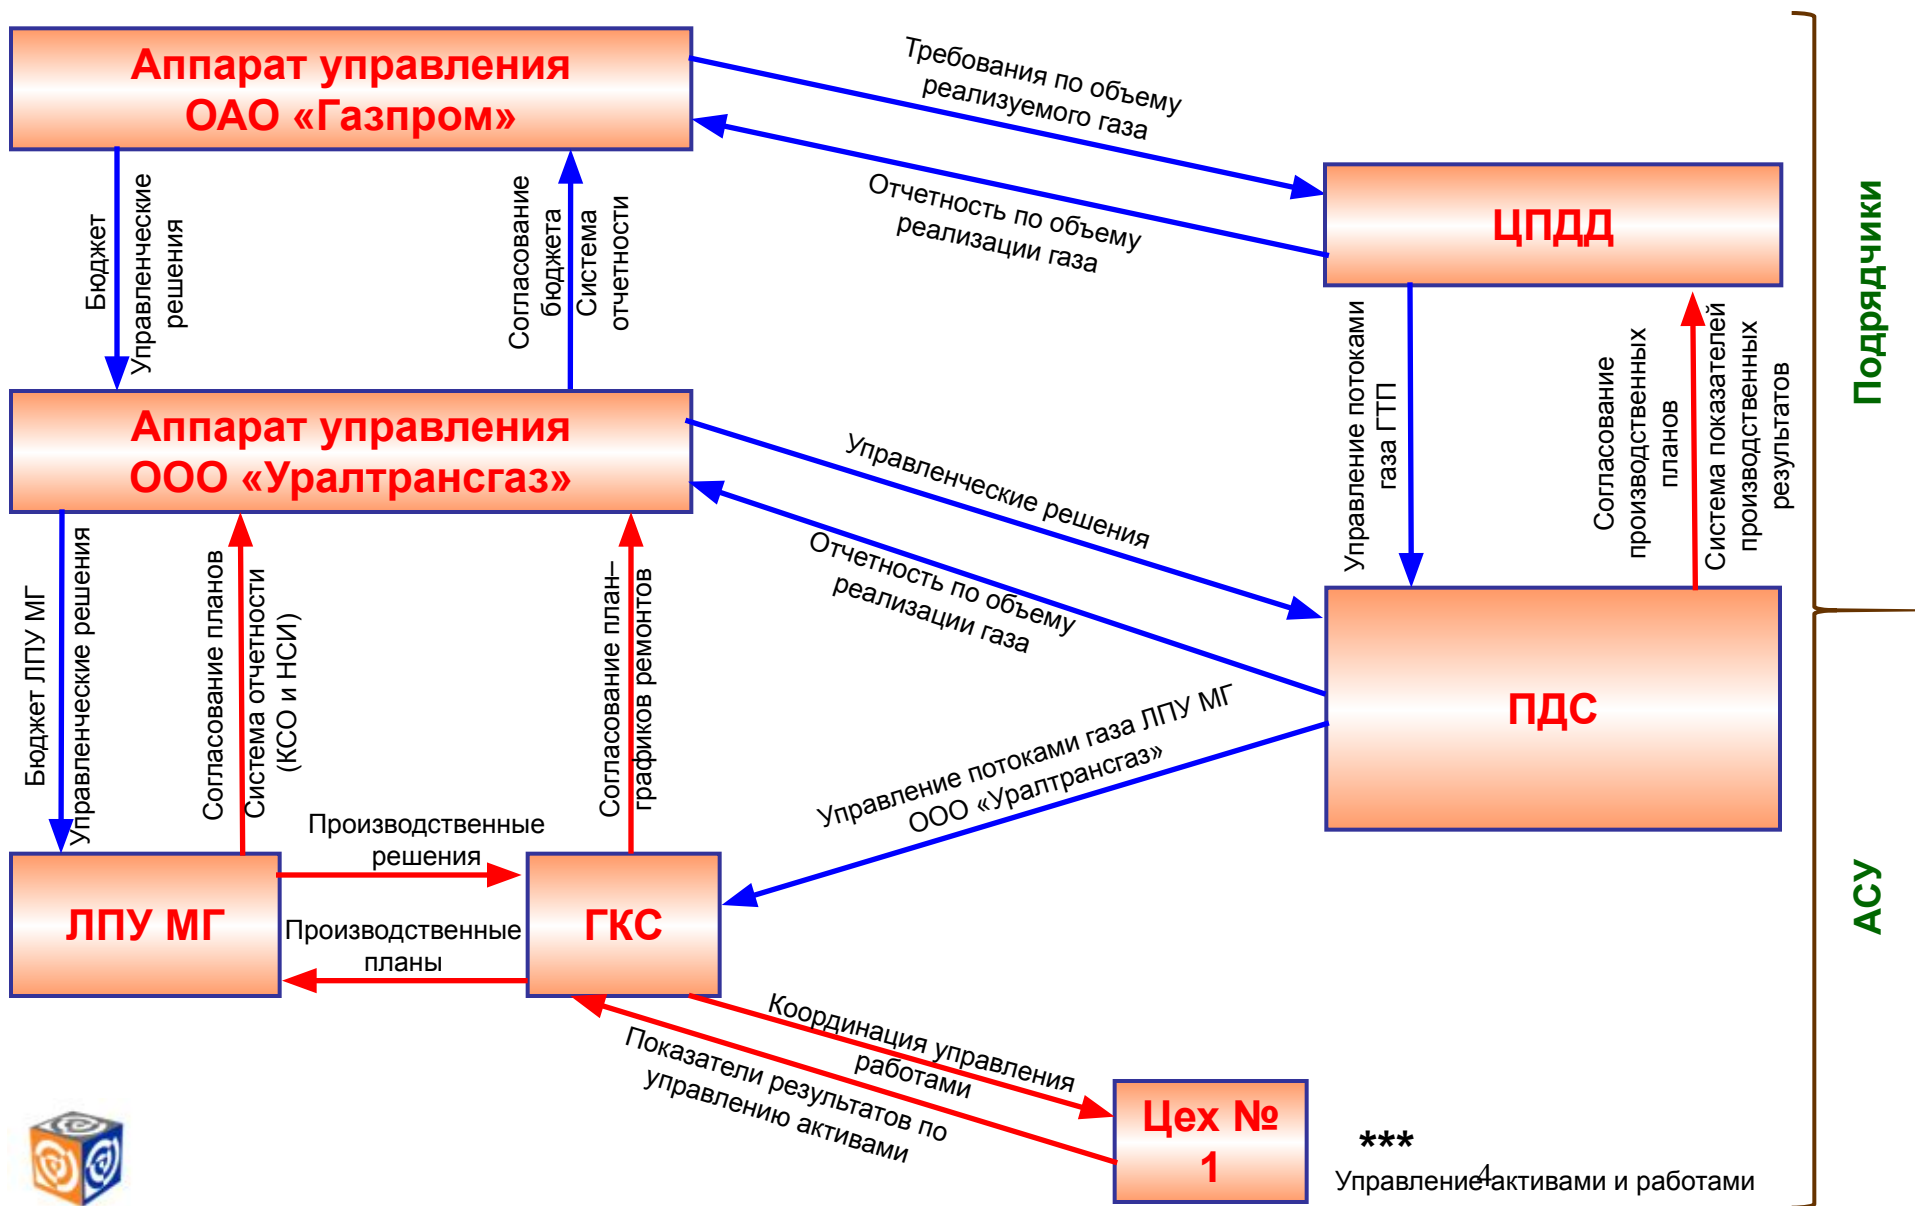 Аппарат управления
ОАО «Газпром»
Требования по объему
реализуемого газа
Отчетность по объему
реализации газа
ЦПДД
Подрядчики
Бюджет
Управленческие
решения
Согласование
бюджета
Система
отчетности
Управление потоками
газа ГТП
Согласование
производственных
планов
Система показателей
производственных
результатов
Аппарат управления
ООО «Уралтрансгаз»
Управленческие решения
Отчетность по объему
реализации газа
ПДС
Бюджет ЛПУ МГ
Управленческие решения
Согласование планов
Система отчетности
(КСО и НСИ)
Согласование план–
графиков ремонтов
Управление потоками газа ЛПУ МГ
ООО «Уралтрансгаз»
Производственные
решения
ЛПУ МГ
Производственные
планы
ГКС
АСУ
Координация управления
работами
Показатели результатов по
управлению активами
Цех №
1
***
Управление активами и работами
4